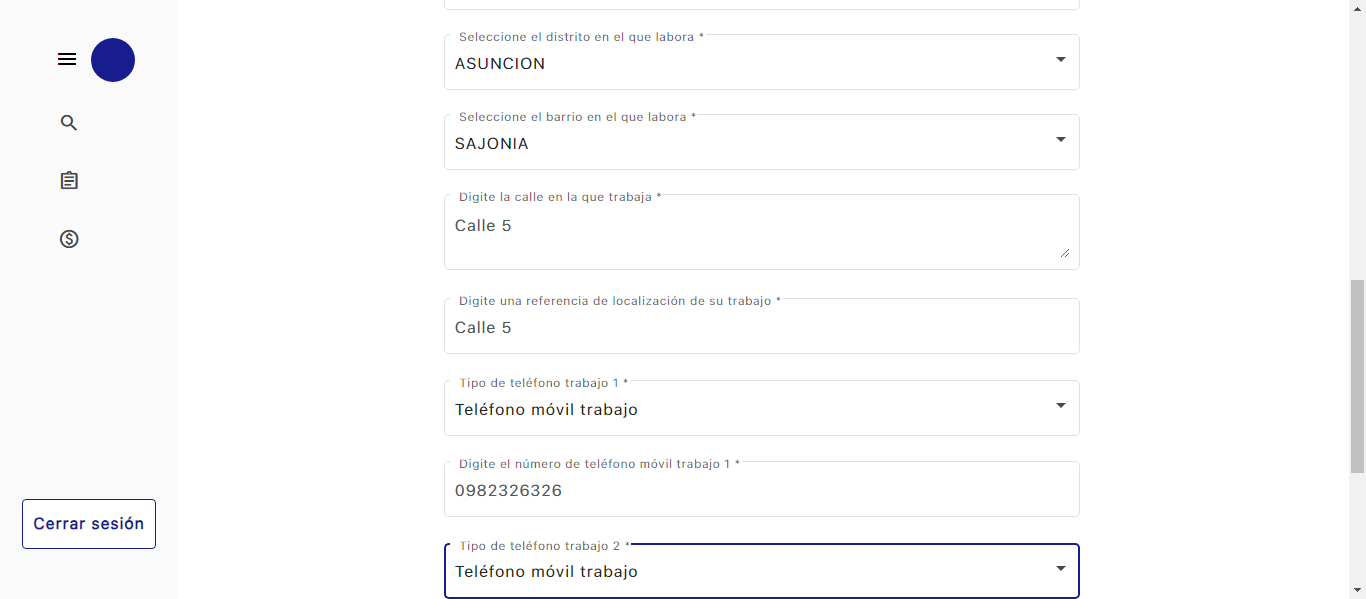 Seleccione el distrito en el que labora *
ASUNCION
Seleccione el barrio en el que labora *
SAJONIA
Digite la calle en la que trabaja *
Calle 5
Digite una referencia de localización de su trabajo *
Calle 5
Tipo de teléfono trabajo 1 *
Teléfono móvil trabajo
Digite el número de teléfono móvil trabajo 1 *
0982326326
Tipo de teléfono trabajo 2 *
Teléfono móvil trabajo
Cerrar sesión